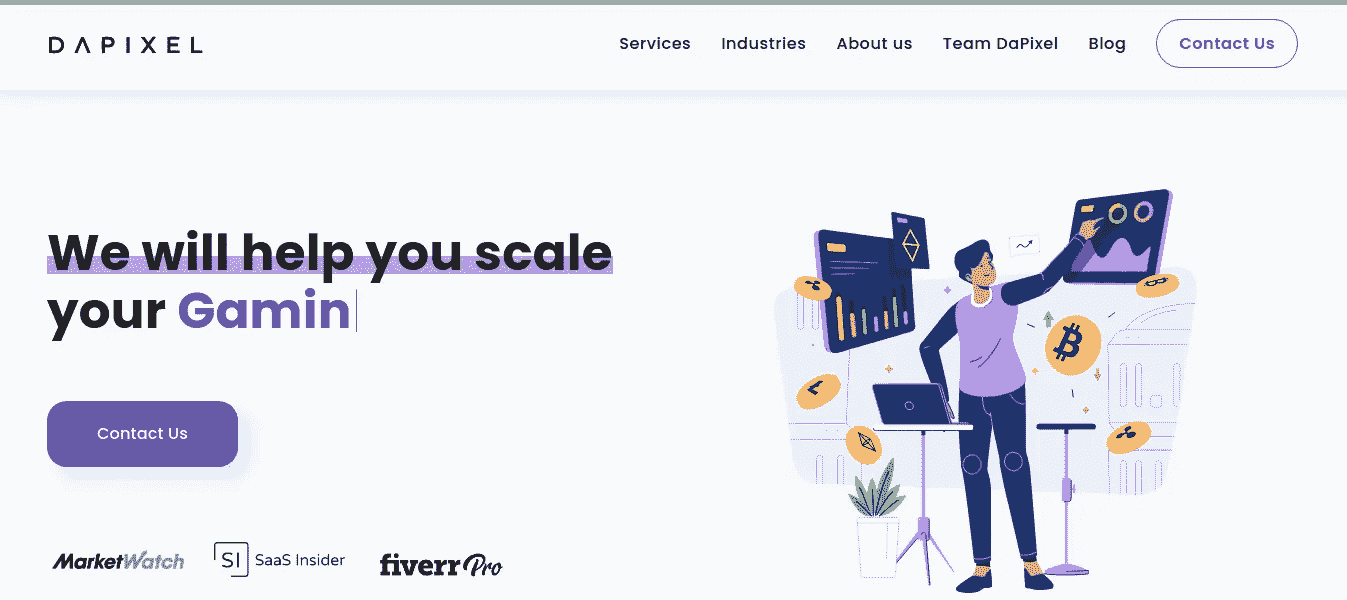 DAPIXEL
Services Industries About us Team DaPixel Blog Contact Us
We will help you scale
your Gamin
Contact Us
MarketWatch SI SaaS Insider fiverr Pro